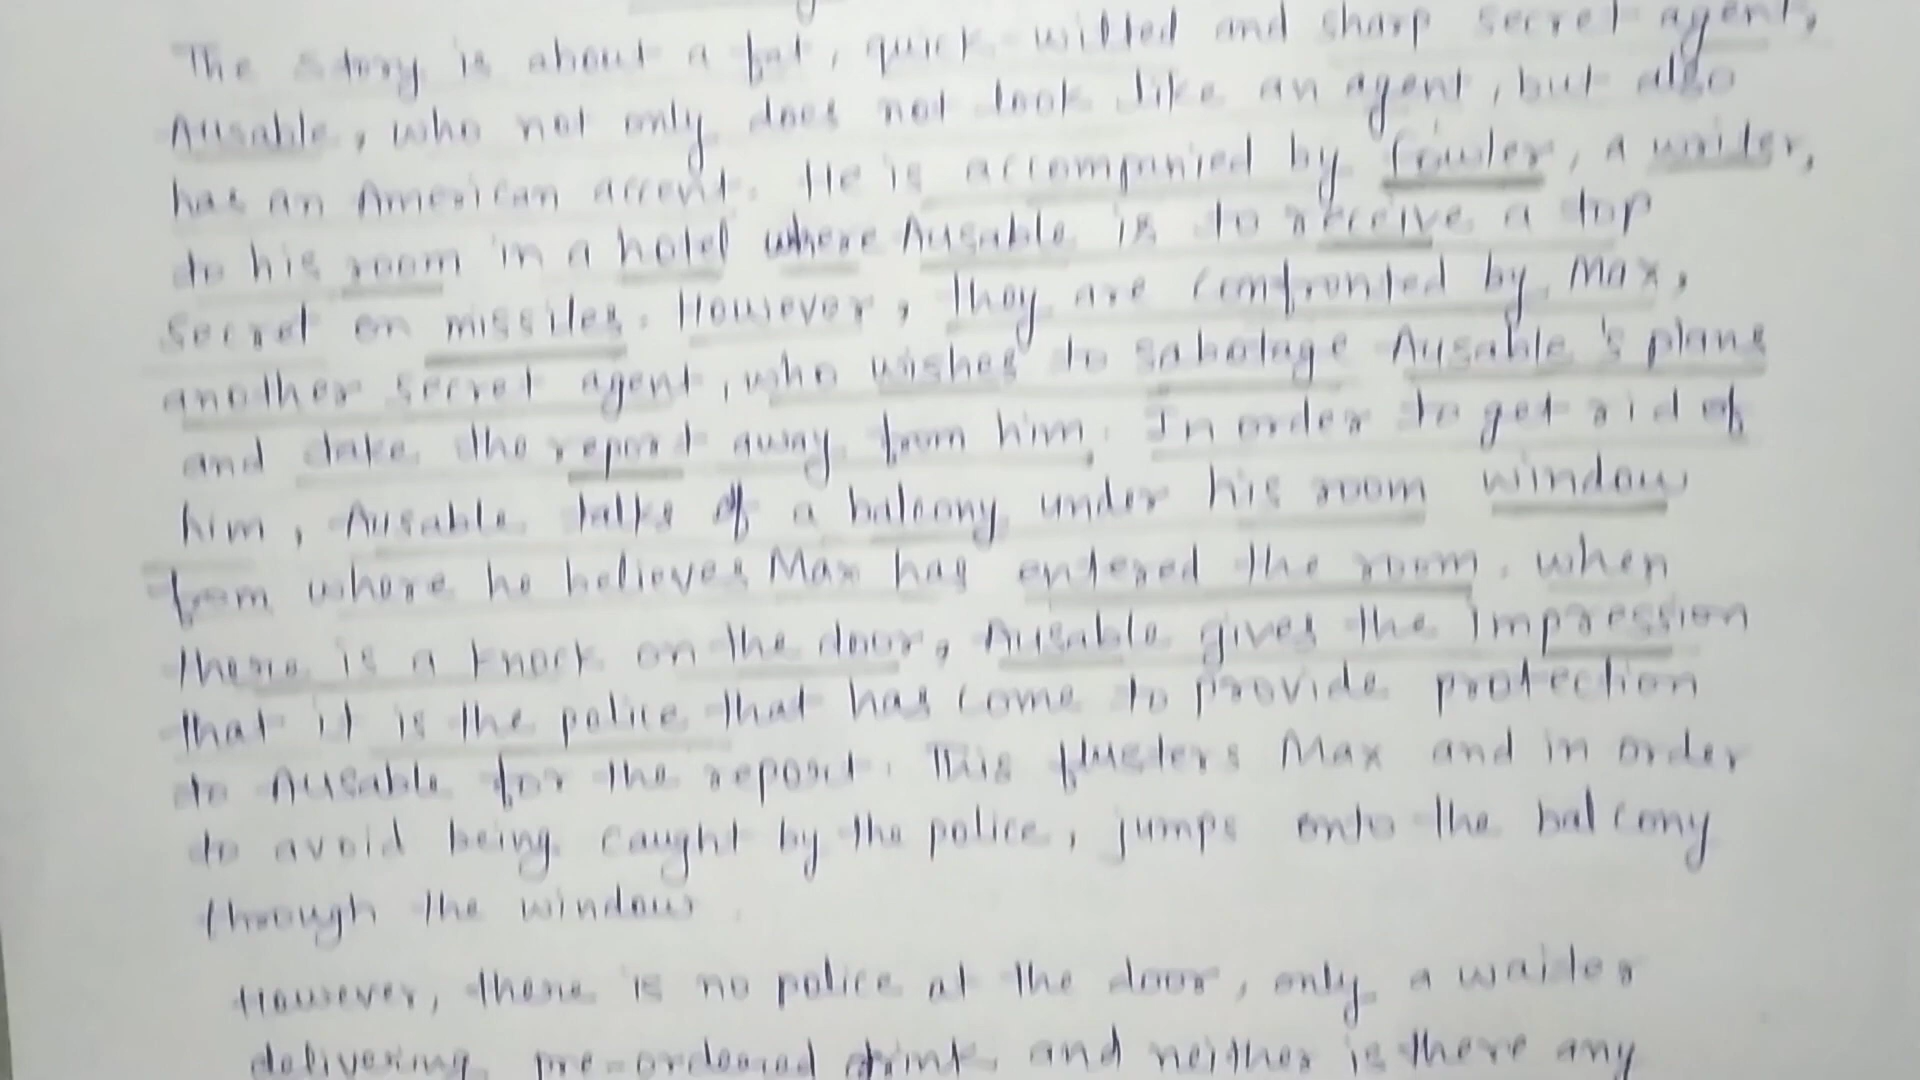 The story is about a fat, quick-witted and sharp secret agent,
Ausable, who not only does not look like an agent, but also
has an American accent. He is accompanied by Fowler, a writer,
to his room in a hotel where Ausable is to receive a top
secret on missiles. However, they are confronted by Max,
another secret agent, who wishes to sabotage Ausable's plans
and take the report away from him. In order to get rid of
him, Ausable talks of a balcony under his room window
from where he believes Max has entered the room. when
there is a knock on the door, Ausable gives the impression
that it is the police that has come to provide protection
to Ausable for the report. This flusters Max and in order
to avoid being caught by the police, jumps onto the balcony
through the window.
However, there is no police at the door, only a waiter
delivering pre-ordered drink and neither is there any